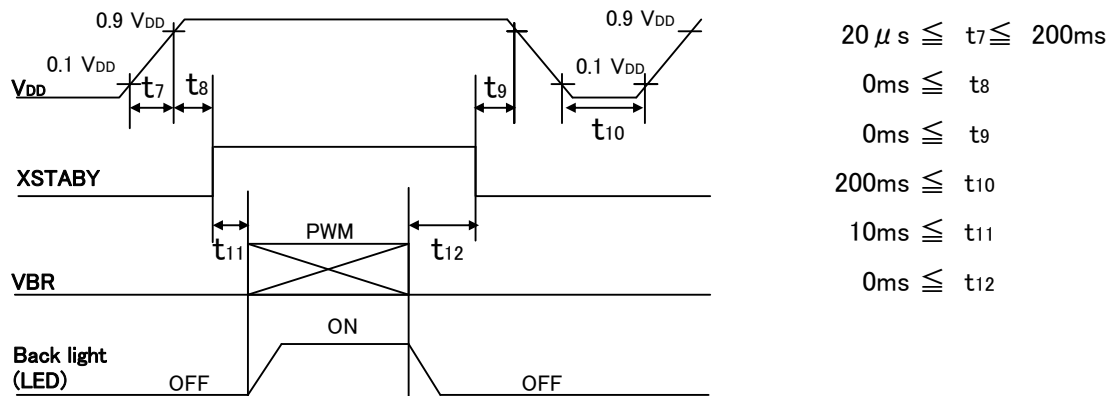 0.9 VDD
0.9 VDD
0.1 VDD
0.1 VDD
VDD
t7
t8
t9
t10
XSTABY
t11
PWM
t12
VBR
ON
Back light
(LED)
OFF
OFF
20 μs ≦ t7 ≦ 200ms
0ms ≦ t8
0ms ≦ t9
200ms ≦ t10
10ms ≦ t11
0ms ≦ t12